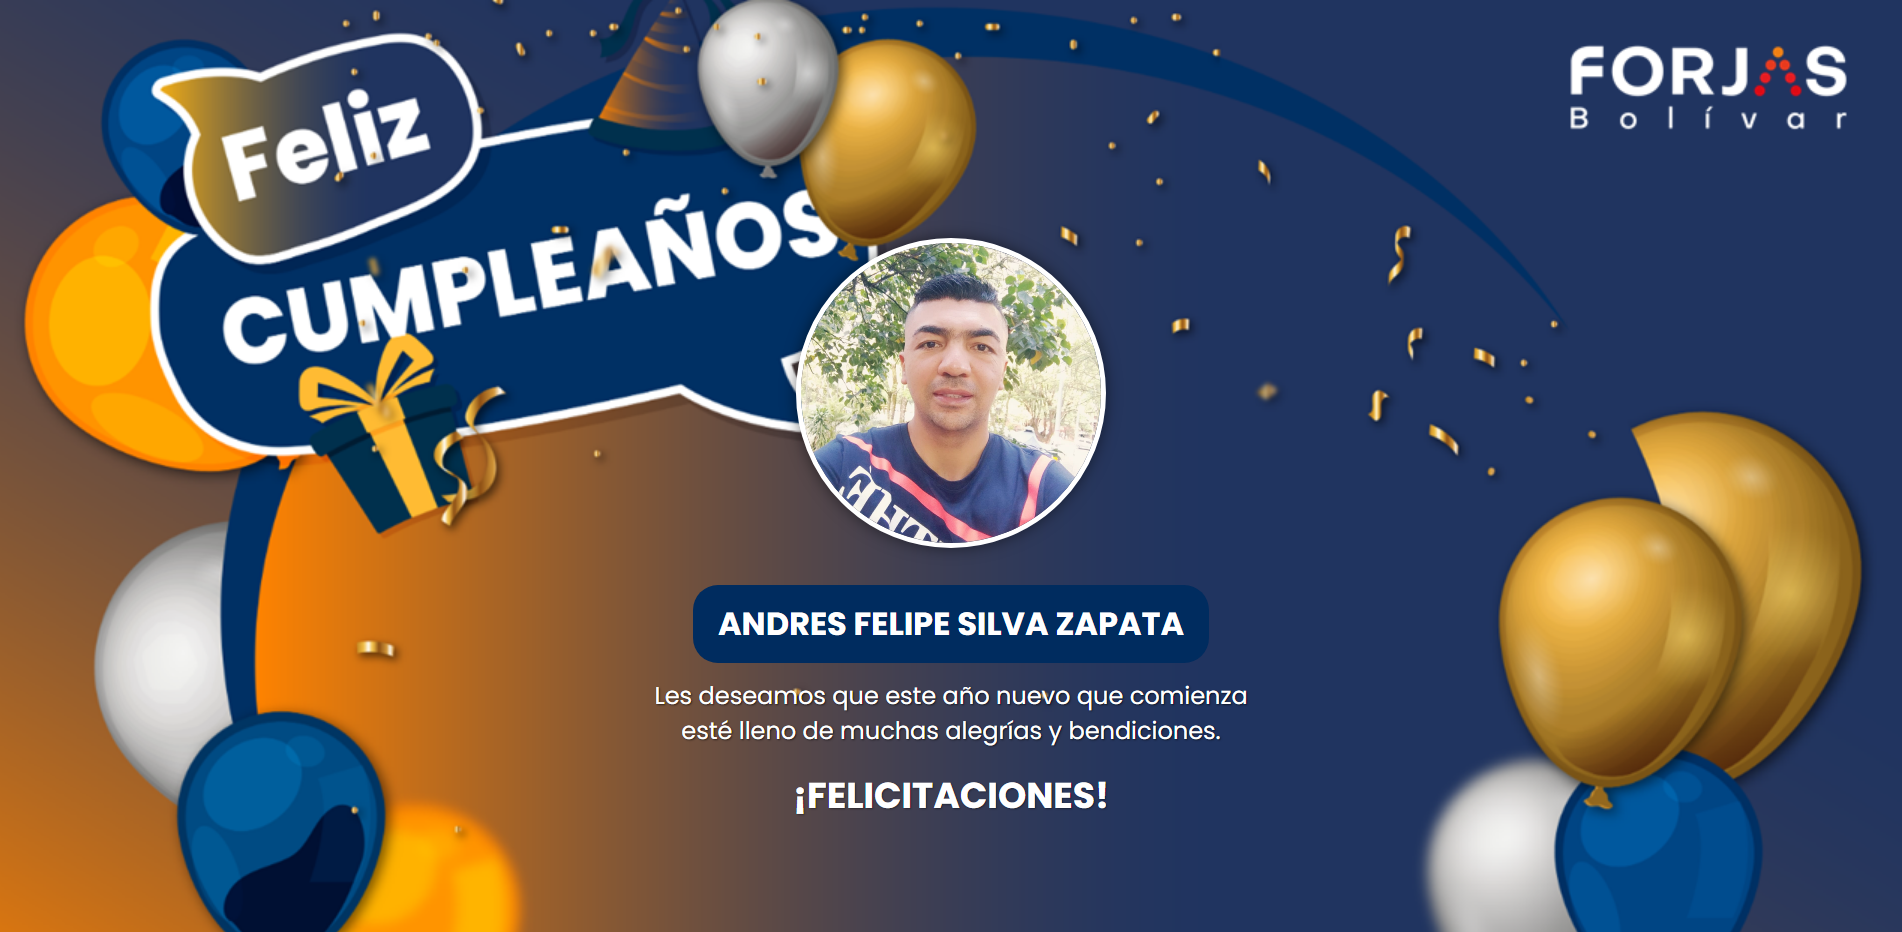 Feliz
CUMPLEAÑOS
FORJAS
Bolívar
ANDRES FELIPE SILVA ZAPATA
Les deseamos que este año nuevo que comienza
esté lleno de muchas alegrías y bendiciones.
¡FELICITACIONES!